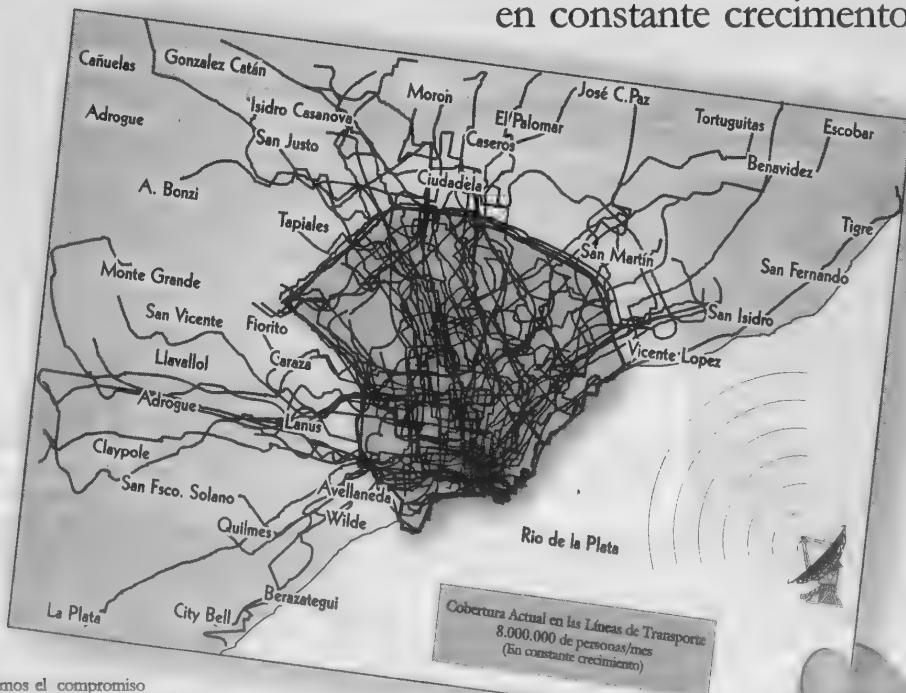 en constante crecimento
Cañuelas
Gonzalez Catán
Moron
José C.Paz
Tortuguitas
Escobar
Adrogue
Isidro Casanova
El Palomar
San Justo
Caseros
Benavidez
A. Bonzi
Ciudadela
Tapiales
San Martín
Tigre
San Fernando
Monte Grande
San Vicente
Fiorito
San Isidro
Llavallol
Caraza
Vicente Lopez
Adrogue
Lanus
Claypole
San Fsco. Solano
Avellaneda
Quilmes
Wilde
Rio de la Plata
Berazategui
La Plata
City Bell
Cobertura Actual en las Líneas de Transporte
8.000.000 de personas/mes
(En constante crecimiento)
mos el compromiso